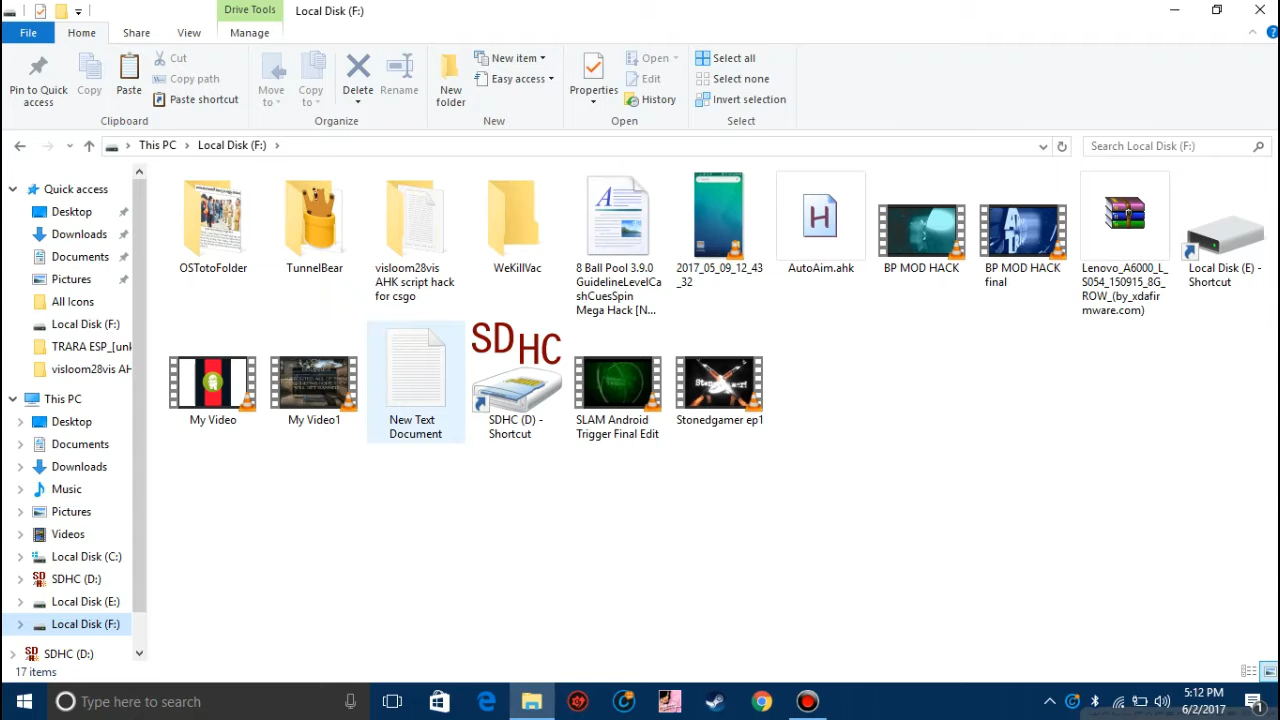 Drive Tools
Local Disk (F:)
File
Home
Share
View
Manage
Pin to Quick
access
Copy
Paste
Cut
Copy path
Paste shortcut
Clipboard
Move
to
Copy
to
Delete
Rename
Organize
New
folder
New item
Easy access
New
Properties
Open
Edit
History
Open
Select all
Select none
Invert selection
Select
This PC
Local Disk (F:)
Search Local Disk (F:)
Quick access
Desktop
Downloads
Documents
Pictures
All Icons
Local Disk (F:)
TRARA ESP_[unk
visloom28vis AH
This PC
Desktop
Documents
Downloads
Music
Pictures
Videos
Local Disk (C:)
SDHC (D:)
Local Disk (E:)
Local Disk (F:)
SDHC (D:)
OSTotoFolder
TunnelBear
visloom28vis
AHK script hack
for csgo
WeKillVac
8 Ball Pool 3.9.0
GuidelineLevelCa
shCuesSpin
Mega Hack [N...
2017_05_09_12_43
_32
AutoAim.ahk
BP MOD HACK
BP MOD HACK
final
Lenovo_A6000_L_
S054_150915_8G_
ROW_(by_xdafir
mware.com)
Local Disk (E) -
Shortcut
My Video
My Video1
New Text
Document
SDHC
SDHC (D) -
Shortcut
SLAM Android
Trigger Final Edit
Stonedgamer ep1
17 items
Type here to search
5:12 PM
6/2/2017